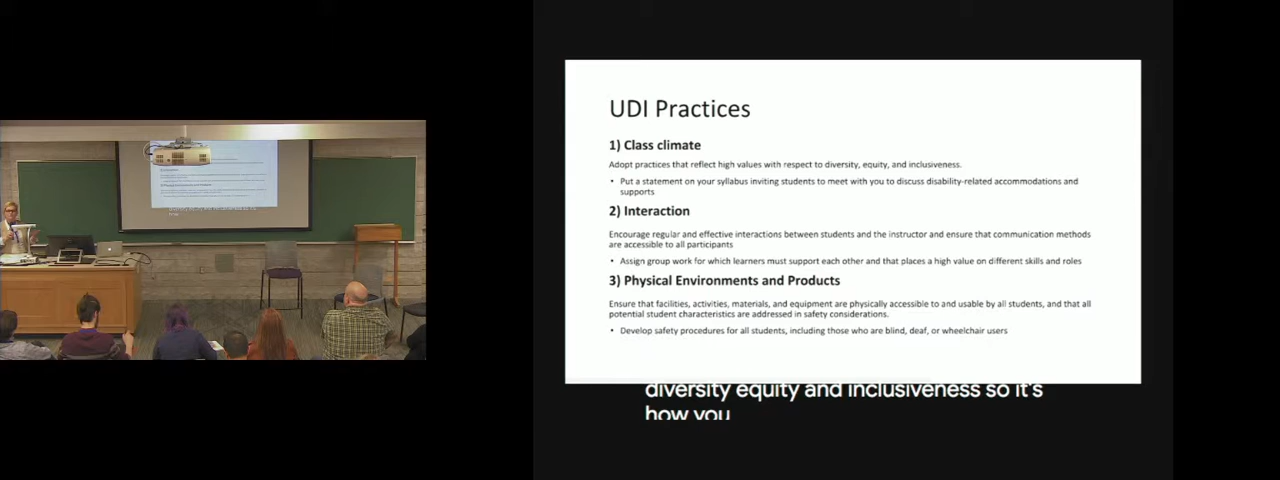 UDI Practices
1) Class climate
Adopt practices that reflect high values with respect to diversity, equity, and inclusiveness.
• Put a statement on your syllabus inviting students to meet with you to discuss disability-related accommodations and
supports
2) Interaction
Encourage regular and effective interactions between students and the instructor and ensure that communication methods
are accessible to all participants
• Assign group work for which learners must support each other and that places a high value on different skills and roles
3) Physical Environments and Products
Ensure that facilities, activities, materials, and equipment are physically accessible to and usable by all students, and that all
potential student characteristics are addressed in safety considerations.
• Develop safety procedures for all students, including those who are blind, deaf, or wheelchair users
diversity equity and inclusiveness so it's
how you